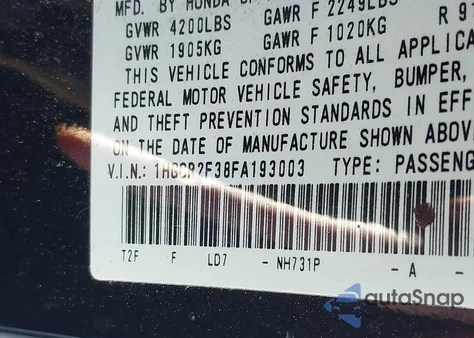 MFD. BY HONDA OF
GVWR 4200LBS GAWR F 2249LBS
GVWR 1905KG GAWR F 1020KG R 9
THIS VEHICLE CONFORMS TO ALL APPLICA
FEDERAL MOTOR VEHICLE SAFETY, BUMPER,
AND THEFT PREVENTION STANDARDS IN EFF
ON THE DATE OF MANUFACTURE SHOWN ABOV
V.I.N.: 1HGCR2F38FA193003 TYPE: PASSENG
T2F F LD7 - NH731P - A -
autoSnap